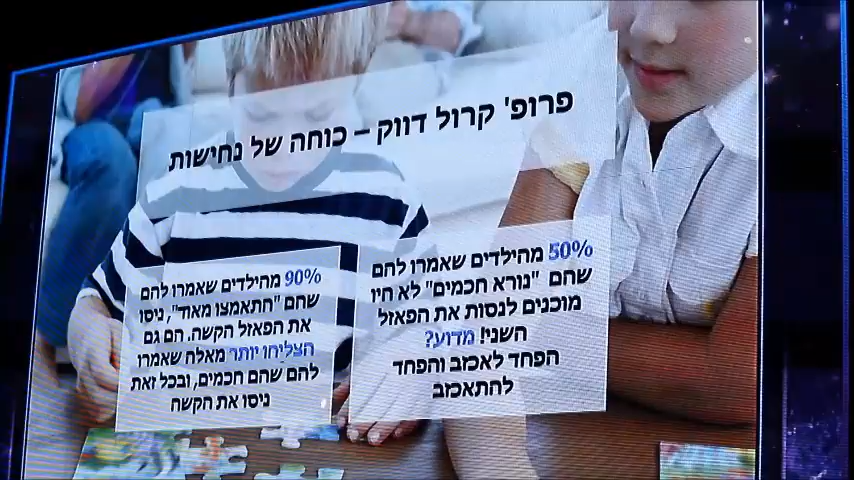 פרופ' קרול דווק – כוחה של נחישות
50% מהילדים שאמרו להם
שהם "נורא חכמים" לא היו
מוכנים לנסות את הפאזל
השני! מדוע?
הפחד לאכזב והפחד
להתאכזב
90% מהילדים שאמרו להם
שהם "התאמצו מאוד", ניסו
את הפאזל הקשה. הם גם
הצליחו יותר מאלה שאמרו
להם שהם חכמים, ובכל זאת
ניסו את הקשה